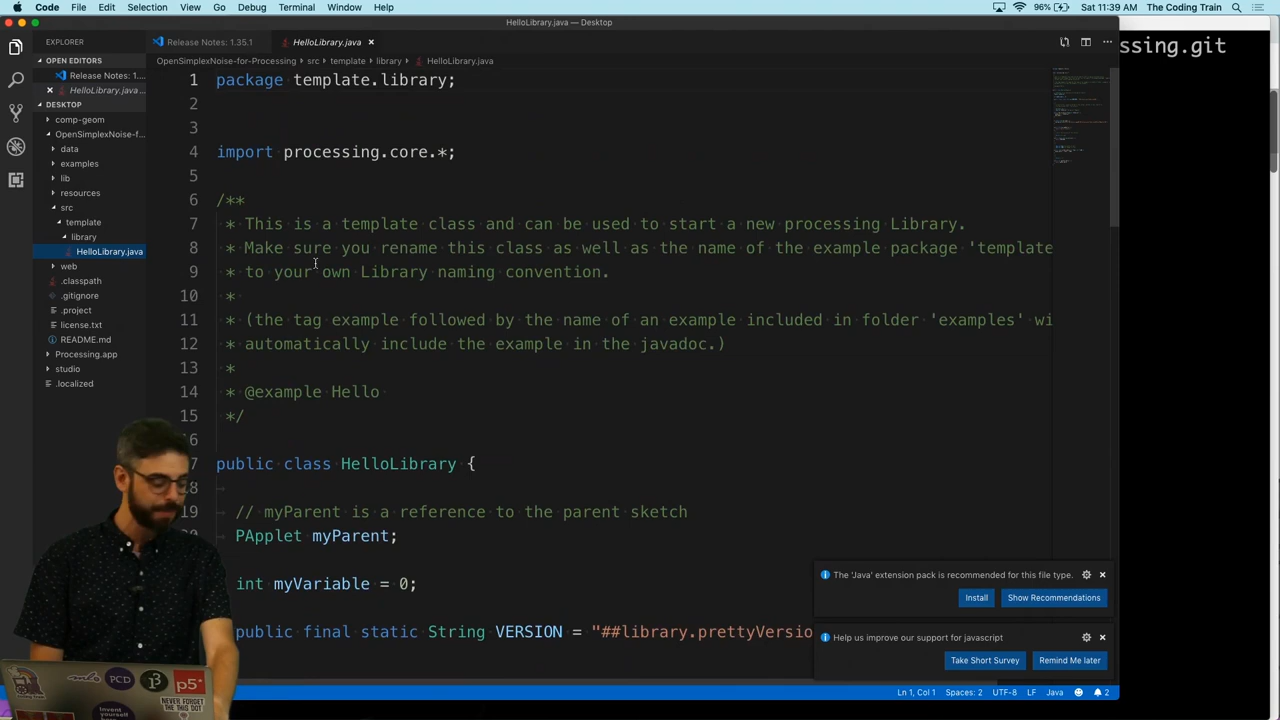 Code File Edit Selection View Go Debug Terminal Window Help 96% Sat 11:39 AM The Coding Train
HelloLibrary.java — Desktop
EXPLORER
Release Notes: 1.35.1
HelloLibrary.java
ssing.git
OPEN EDITORS
OpenSimplexNoise-for-Processing › src › template › library › HelloLibrary.java
Release Notes: 1....
HelloLibrary.java ...
DESKTOP
comp-geom
OpenSimplexNoise-f...
data
examples
lib
resources
src
template
library
HelloLibrary.java
web
.classpath
.gitignore
.project
license.txt
README.md
Processing.app
studio
.localized
1 package template.library;
2
3
4 import processing.core.*;
5
6 /**
7 * This is a template class and can be used to start a new processing Library.
8 * Make sure you rename this class as well as the name of the example package 'template
9 * to your own Library naming convention.
10 *
11 * (the tag example followed by the name of an example included in folder 'examples' wi
12 * automatically include the example in the javadoc.)
13 *
14 * @example Hello
15 */
16
7 public class HelloLibrary {
18
19 // myParent is a reference to the parent sketch
20 PApplet myParent;
int myVariable = 0;
public final static String VERSION = "##library.prettyVersio
The 'Java' extension pack is recommended for this file type.
Install
Show Recommendations
Help us improve our support for javascript
Take Short Survey
Remind Me later
Ln 1, Col 1 Spaces: 2 UTF-8 LF Java 2
PCD
p5*
Invent yourself
NEVER FORGET THE THIS DOT